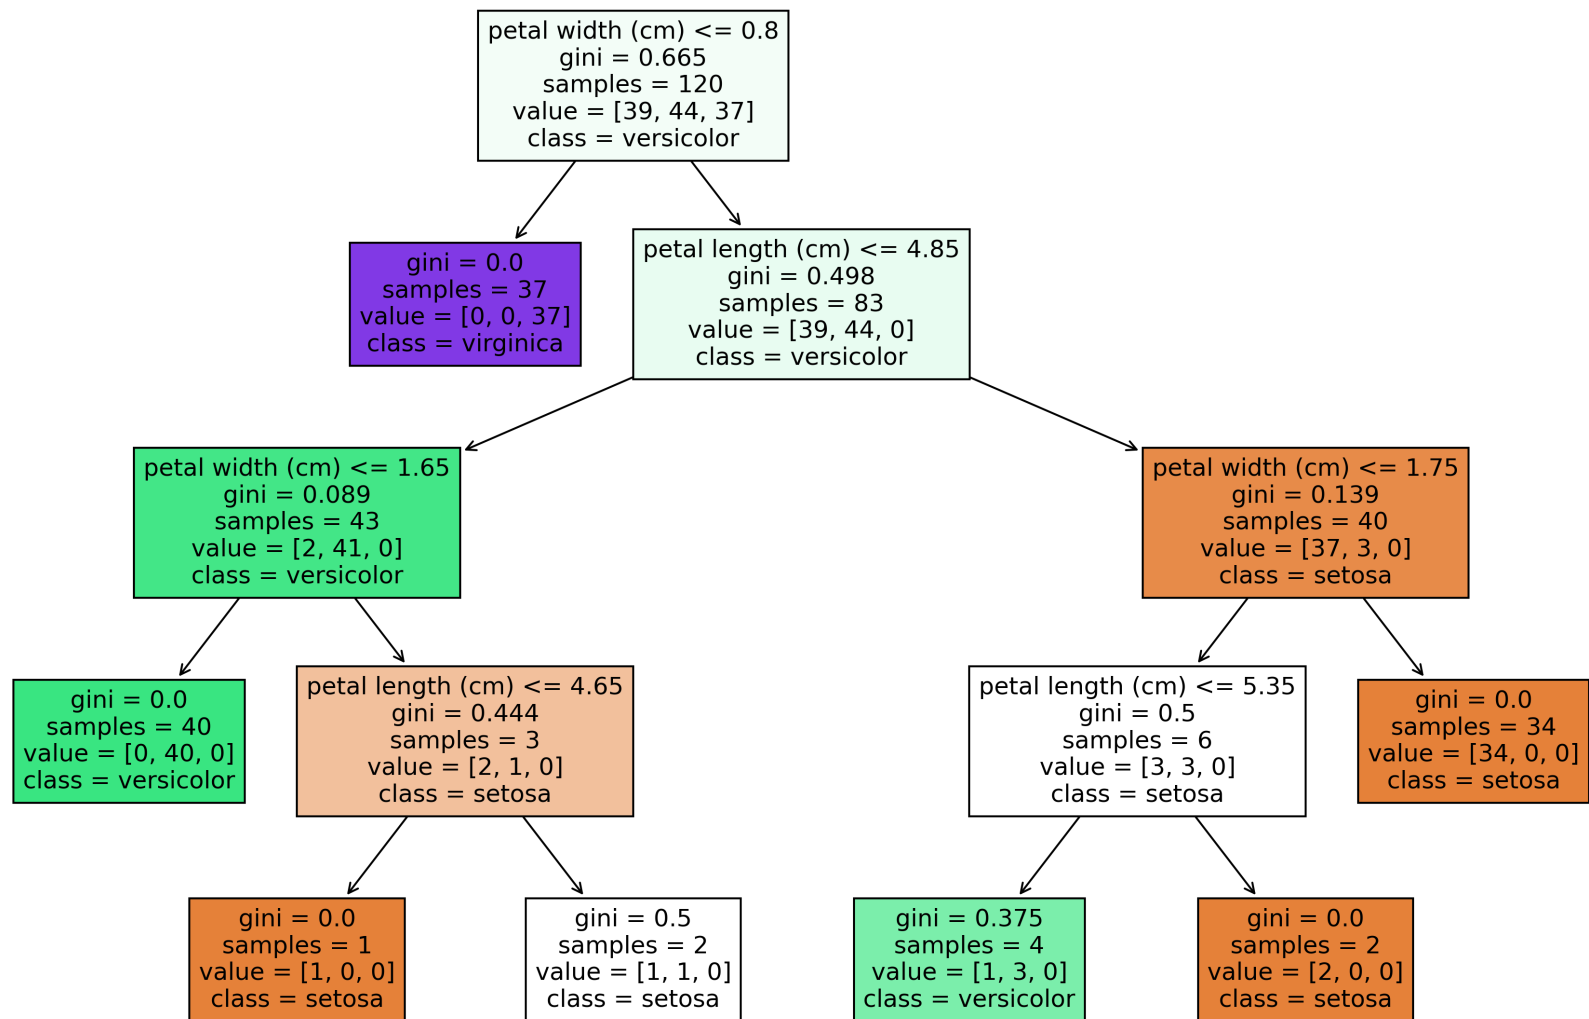 petal width (cm) <= 0.8
gini = 0.665
samples = 120
value = [39, 44, 37]
class = versicolor
gini = 0.0
samples = 37
value = [0, 0, 37]
class = virginica
petal length (cm) <= 4.85
gini = 0.498
samples = 83
value = [39, 44, 0]
class = versicolor
petal width (cm) <= 1.65
gini = 0.089
samples = 43
value = [2, 41, 0]
class = versicolor
petal width (cm) <= 1.75
gini = 0.139
samples = 40
value = [37, 3, 0]
class = setosa
gini = 0.0
samples = 40
value = [0, 40, 0]
class = versicolor
petal length (cm) <= 4.65
gini = 0.444
samples = 3
value = [2, 1, 0]
class = setosa
petal length (cm) <= 5.35
gini = 0.5
samples = 6
value = [3, 3, 0]
class = setosa
gini = 0.0
samples = 34
value = [34, 0, 0]
class = setosa
gini = 0.0
samples = 1
value = [1, 0, 0]
class = setosa
gini = 0.5
samples = 2
value = [1, 1, 0]
class = setosa
gini = 0.375
samples = 4
value = [1, 3, 0]
class = versicolor
gini = 0.0
samples = 2
value = [2, 0, 0]
class = setosa